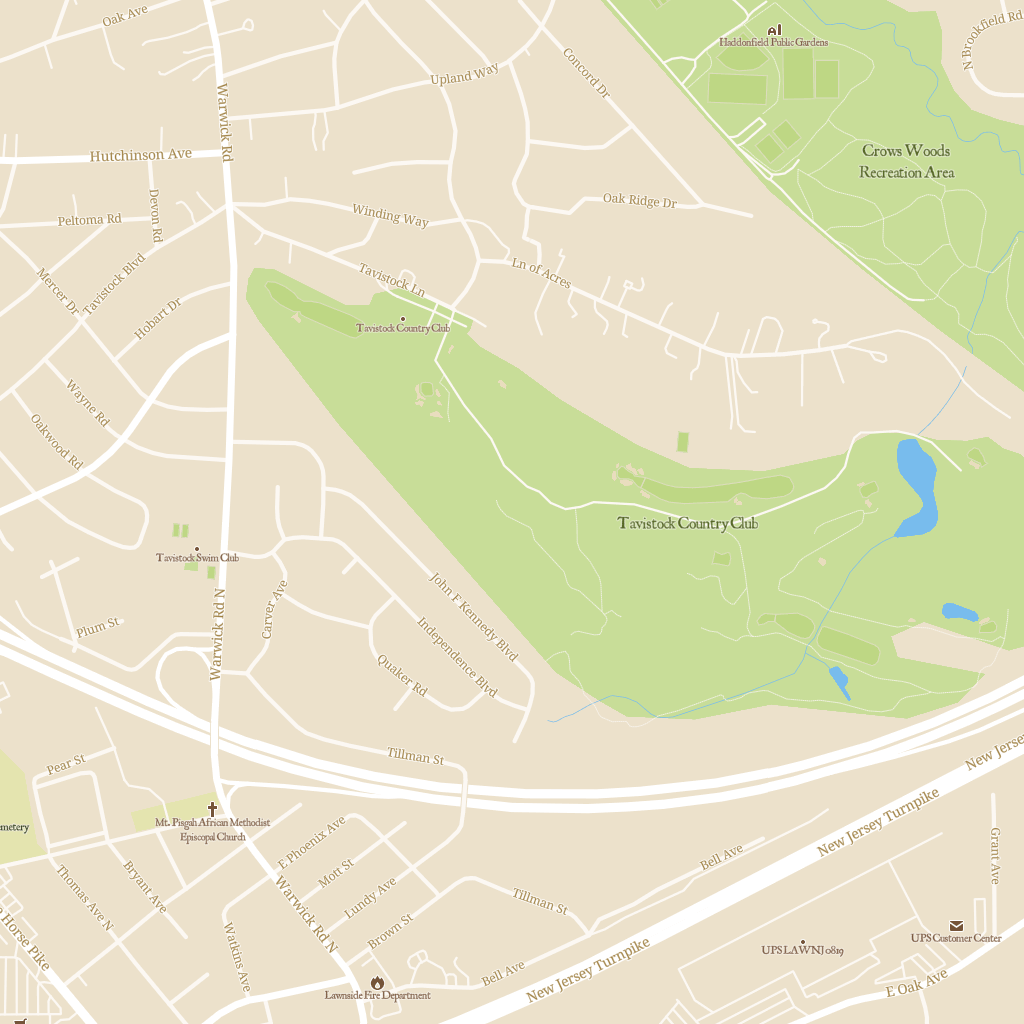 Oak Ave
Haddonfield Public Gardens
N Brookfield Rd
Concord Dr
Upland Way
Warwick Rd
Hutchinson Ave
Crows Woods
Recreation Area
Devon Rd
Peltoma Rd
Winding Way
Oak Ridge Dr
Mercer Dr
Tavistock Blvd
Tavistock Ln
Ln of Acres
Hobart Dr
Tavistock Country Club
Wayne Rd
Oakwood Rd
Tavistock Country Club
Tavistock Swim Club
Carver Ave
John F Kennedy Blvd
Plum St
Warwick Rd N
Independence Blvd
Quaker Rd
Tillman St
Pear St
New Jersey
New Jersey Turnpike
Mt. Pisgah African Methodist
Episcopal Church
emetery
E Phoenix Ave
Bell Ave
Grant Ave
Thomas Ave N
Bryant Ave
Mott St
Lundy Ave
Tillman St
Warwick Rd N
Brown St
Watkins Ave
Horse Pike
UPS LAWNJ 0819
UPS Customer Center
New Jersey Turnpike
Bell Ave
E Oak Ave
Lawnside Fire Department